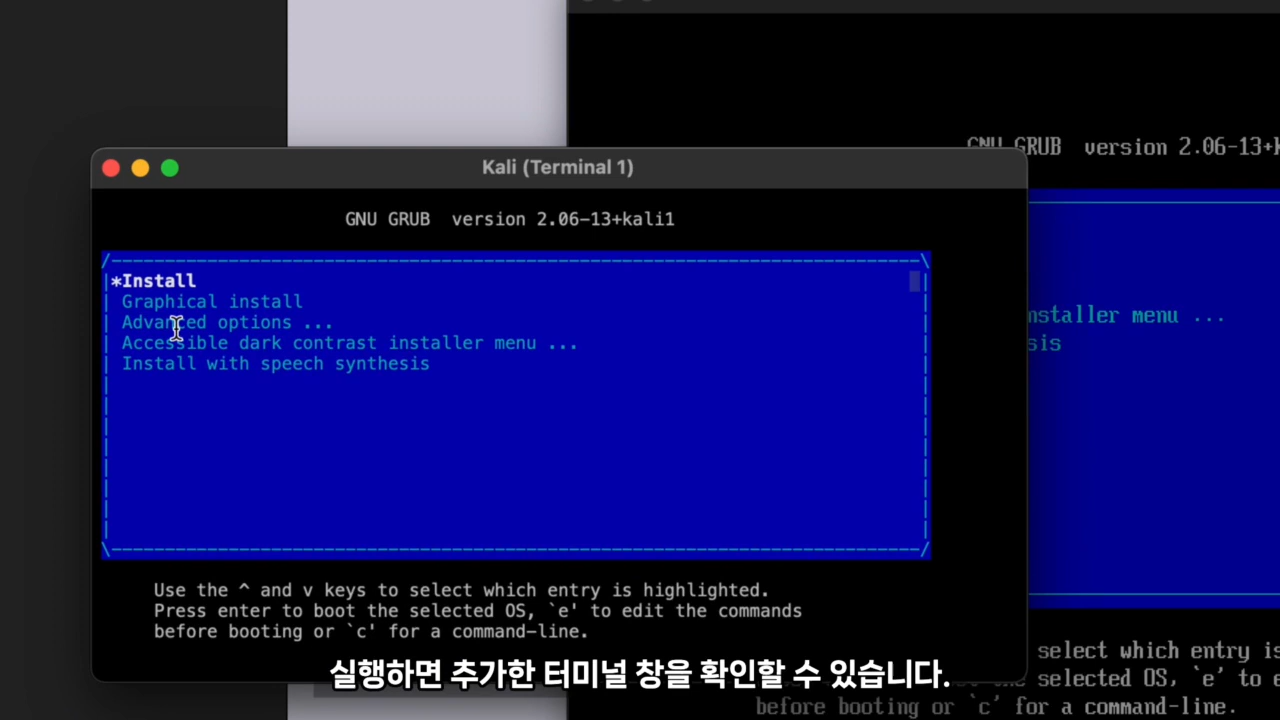 Kali (Terminal 1)
GNU GRUB version 2.06-13+kali1
*Install
Graphical install
Advanced options ...
Accessible dark contrast installer menu ...
Install with speech synthesis
Use the ^ and v keys to select which entry is highlighted.
Press enter to boot the selected OS, `e' to edit the commands
before booting or `c' for a command-line.
GNU GRUB version 2.06-13+k
nstaller menu ...
sis
select which entry is
the selected OS, `e' to e
before booting or `c' for a command-line.
실행하면 추가한 터미널 창을 확인할 수 있습니다.